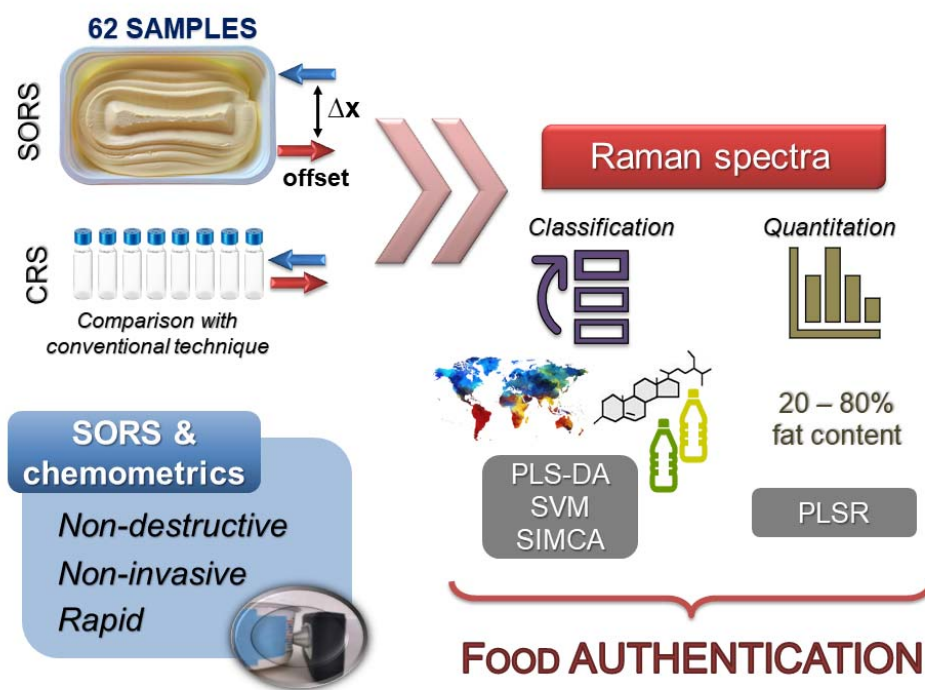 62 SAMPLES
SORS
Δx
offset
CRS
Comparison with
conventional technique
SORS &
chemometrics
Non-destructive
Non-invasive
Rapid
Raman spectra
Classification
Quantitation
20 – 80%
fat content
PLS-DA
SVM
SIMCA
PLSR
FOOD AUTHENTICATION